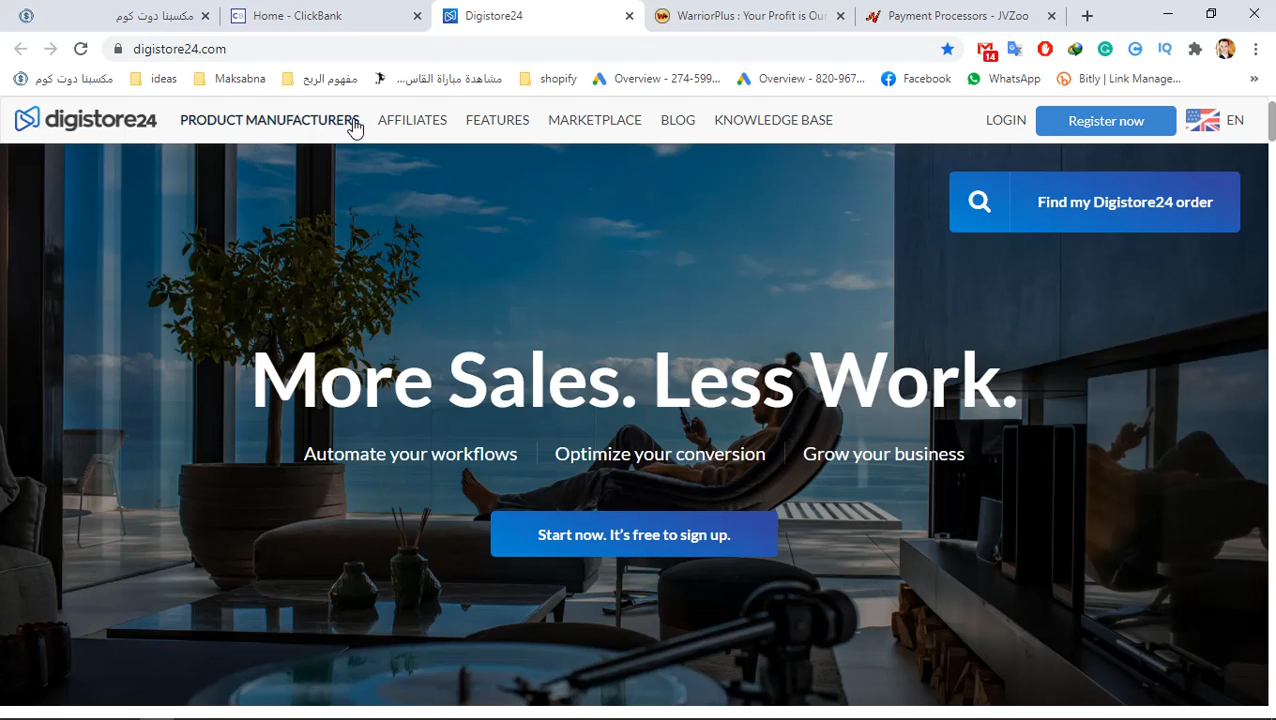 مكسبنا دوت كوم
Home - ClickBank
Digistore24
WarriorPlus : Your Profit is Our
Payment Processors - JVZoo
digistore24.com
14
مكسبنا دوت كوم
ideas
Maksabna
مفهوم الربح
مشاهدة مباراة القاس...
shopify
Overview - 274-599...
Overview - 820-967...
Facebook
WhatsApp
Bitly | Link Manage...
digistore24
PRODUCT MANUFACTURERS
AFFILIATES
FEATURES
MARKETPLACE
BLOG
KNOWLEDGE BASE
LOGIN
Register now
EN
Find my Digistore24 order
More Sales. Less Work.
Automate your workflows
Optimize your conversion
Grow your business
Start now. It's free to sign up.